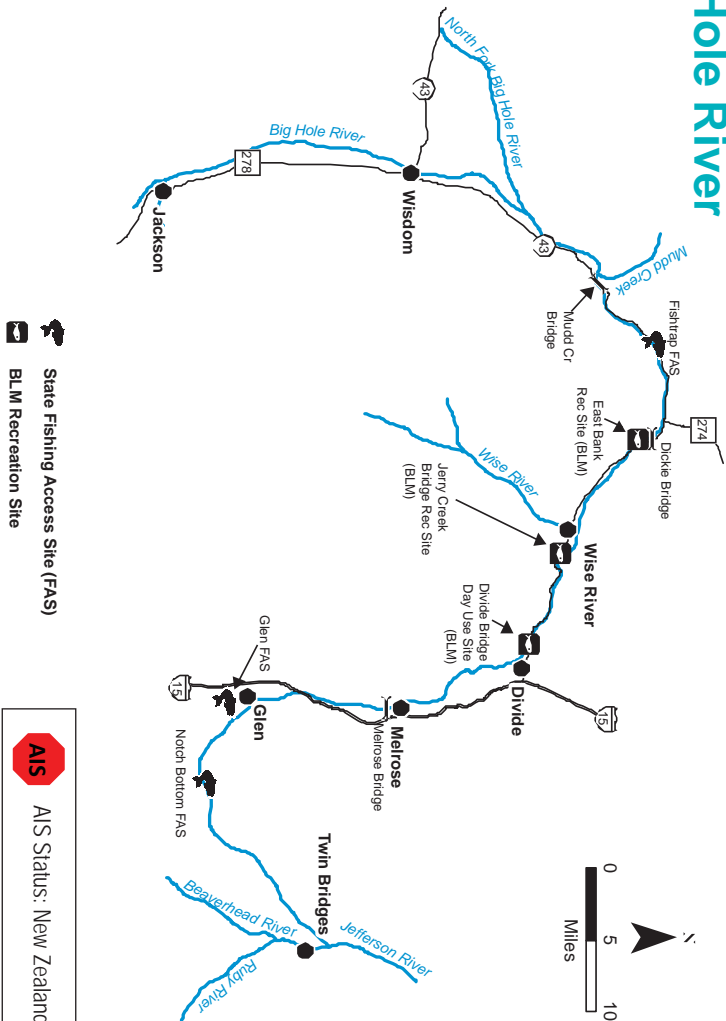 Hole River
North Fork Big Hole River
43
Big Hole River
278
Wisdom
Jackson
43
Mudd Creek
Mudd Cr
Bridge
Fishtrap FAS
274
Dickie Bridge
East Bank
Rec Site (BLM)
Wise River
Wise River
Jerry Creek
Bridge Rec Site
(BLM)
Divide Bridge
Day Use Site
(BLM)
Divide
15
Melrose
Melrose Bridge
Glen FAS
15
Glen
Notch Bottom FAS
Twin Bridges
Beaverhead River
Jefferson River
Ruby River
0 5 10
Miles
State Fishing Access Site (FAS)
BLM Recreation Site
AIS
AIS Status: New Zealand